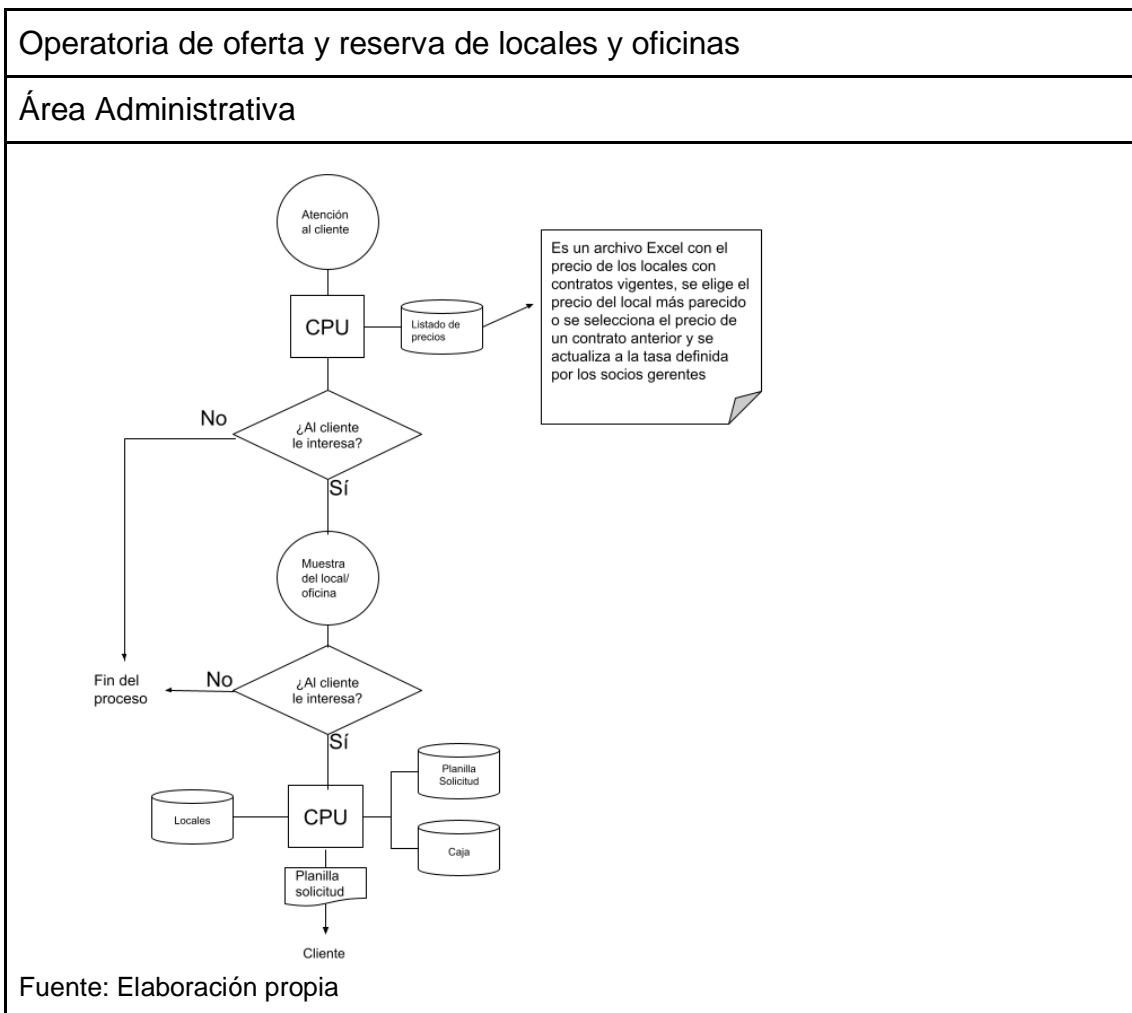 Operatoria de oferta y reserva de locales y oficinas
Área Administrativa
Atención
al cliente
CPU
Listado de
precios
Es un archivo Excel con el
precio de los locales con
contratos vigentes, se elige el
precio del local más parecido
o se selecciona el precio de
un contrato anterior y se
actualiza a la tasa definida
por los socios gerentes
No
¿Al cliente
le interesa?
Sí
Muestra
del local/
oficina
Fin del
proceso
No
¿Al cliente
le interesa?
Sí
Planilla
Solicitud
Locales
CPU
Caja
Planilla
solicitud
Cliente
Fuente: Elaboración propia